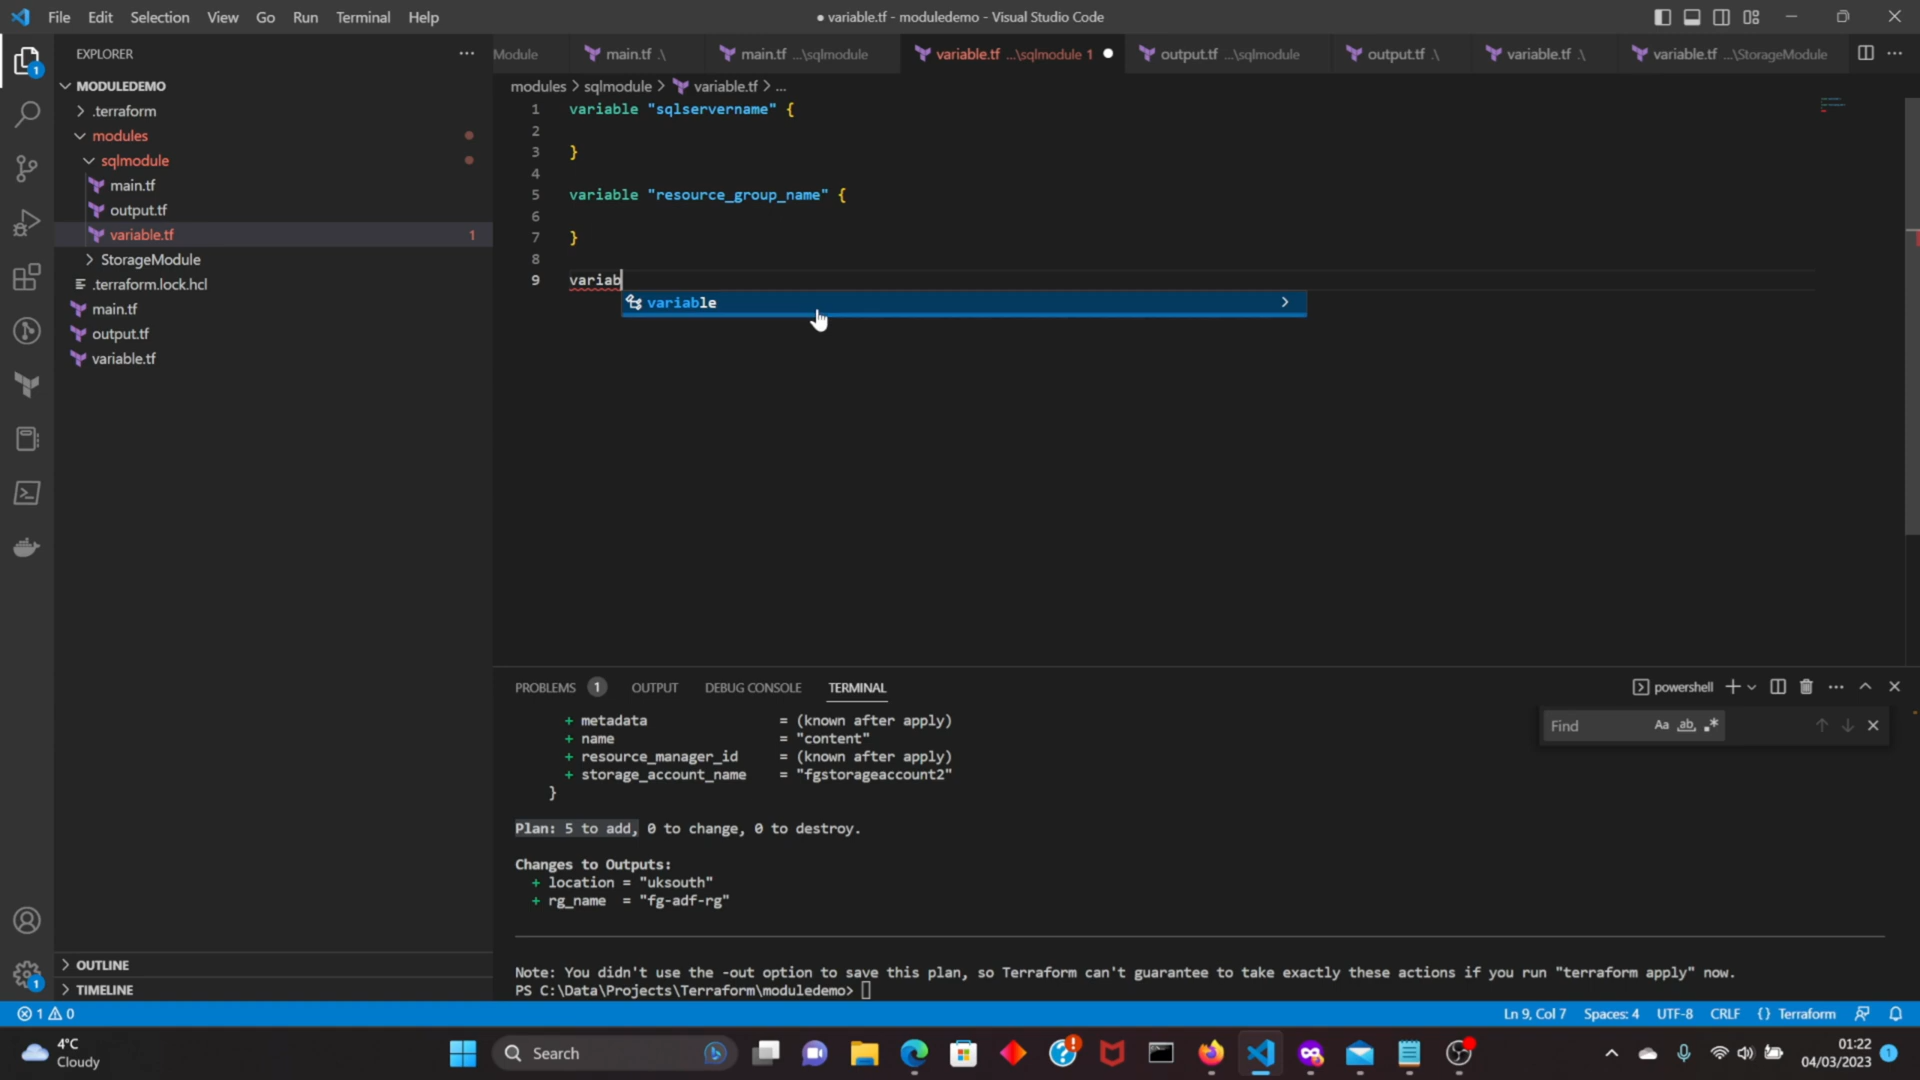 File Edit Selection View Go Run Terminal Help
● variable.tf - moduledemo - Visual Studio Code
EXPLORER
Module
main.tf .\
main.tf ...\sqlmodule
variable.tf ...\sqlmodule 1
output.tf ...\sqlmodule
output.tf .\
variable.tf .\
variable.tf ...\StorageModule
1
MODULEDEMO
.terraform
modules
sqlmodule
main.tf
output.tf
variable.tf 1
StorageModule
.terraform.lock.hcl
main.tf
output.tf
variable.tf
modules > sqlmodule > variable.tf > ...
1 variable "sqlservername" {
2
3 }
4
5 variable "resource_group_name" {
6
7 }
8
9 variab
variable
PROBLEMS 1 OUTPUT DEBUG CONSOLE TERMINAL
powershell
Find Aa ab
+ metadata = (known after apply)
+ name = "content"
+ resource_manager_id = (known after apply)
+ storage_account_name = "fgstorageaccount2"
}
Plan: 5 to add, 0 to change, 0 to destroy.
Changes to Outputs:
+ location = "uksouth"
+ rg_name = "fg-adf-rg"
Note: You didn't use the -out option to save this plan, so Terraform can't guarantee to take exactly these actions if you run "terraform apply" now.
PS C:\Data\Projects\Terraform\moduledemo>
OUTLINE
TIMELINE
1
1 0
Ln 9, Col 7 Spaces: 4 UTF-8 CRLF {} Terraform
4°C
Cloudy
Search
01:22
04/03/2023
1